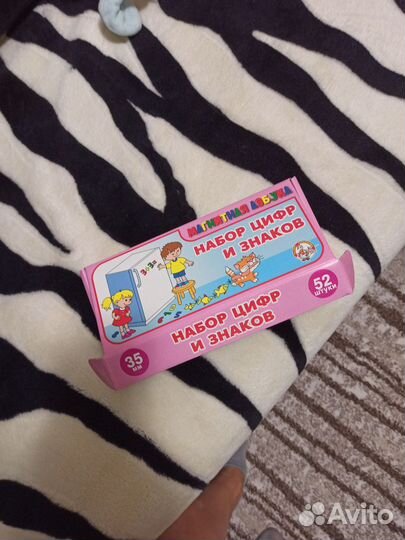 МАГНИТНАЯ АЗБУКА
НАБОР ЦИФР
И ЗНАКОВ
НАБОР ЦИФР
И ЗНАКОВ
35
мм
52
ШТУКИ
Avito